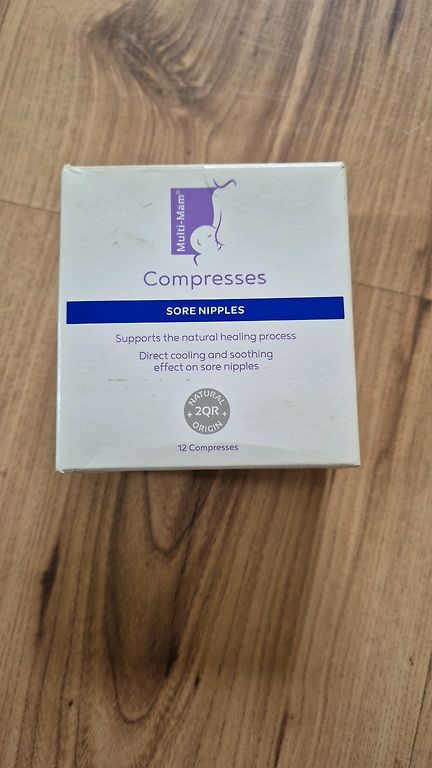 Multi-Mam®
Compresses
SORE NIPPLES
Supports the natural healing process
Direct cooling and soothing
effect on sore nipples
NATURAL
+ 2QR +
ORIGIN
12 Compresses